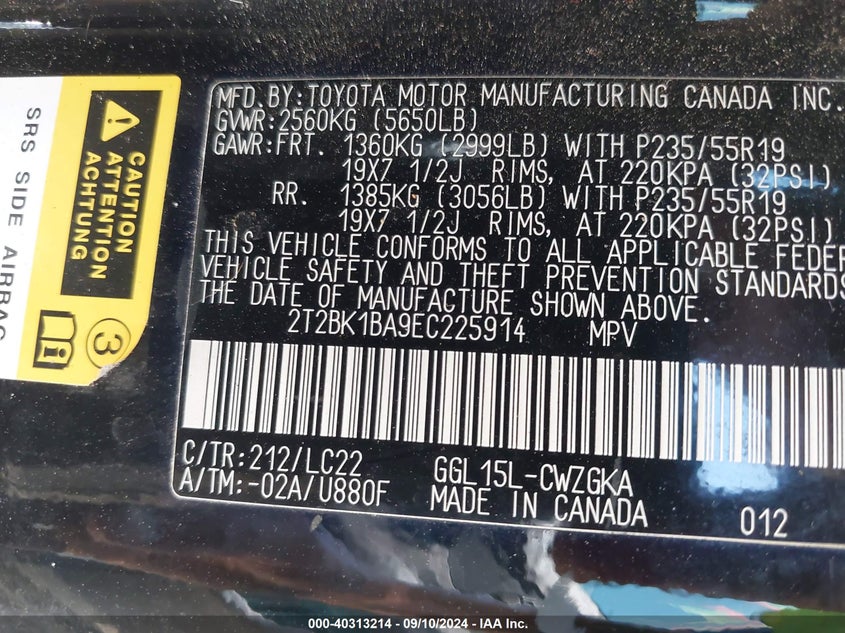 MFD.BY:TOYOTA MOTOR MANUFACTURING CANADA INC.
GVWR:2560KG (5650LB)
GAWR:FRT. 1360KG (2999LB) WITH P235/55R19
19X7 1/2J RIMS, AT 220KPA (32PSI)
RR. 1385KG (3056LB) WITH P235/55R19
19X7 1/2J RIMS, AT 220KPA (32PSI)
THIS VEHICLE CONFORMS TO ALL APPLICABLE FEDER
VEHICLE SAFETY AND THEFT PREVENTION STANDARDS
THE DATE OF MANUFACTURE SHOWN ABOVE.
2T2BK1BA9EC225914 MPV
C/TR:212/LC22 GGL15L-CWZGKA
A/TM:-02A/U880F MADE IN CANADA 012
SRS SIDE AIRBAG
CAUTION
ATTENTION
ACHTUNG
3
000-40313214 - 09/10/2024 - IAA Inc.